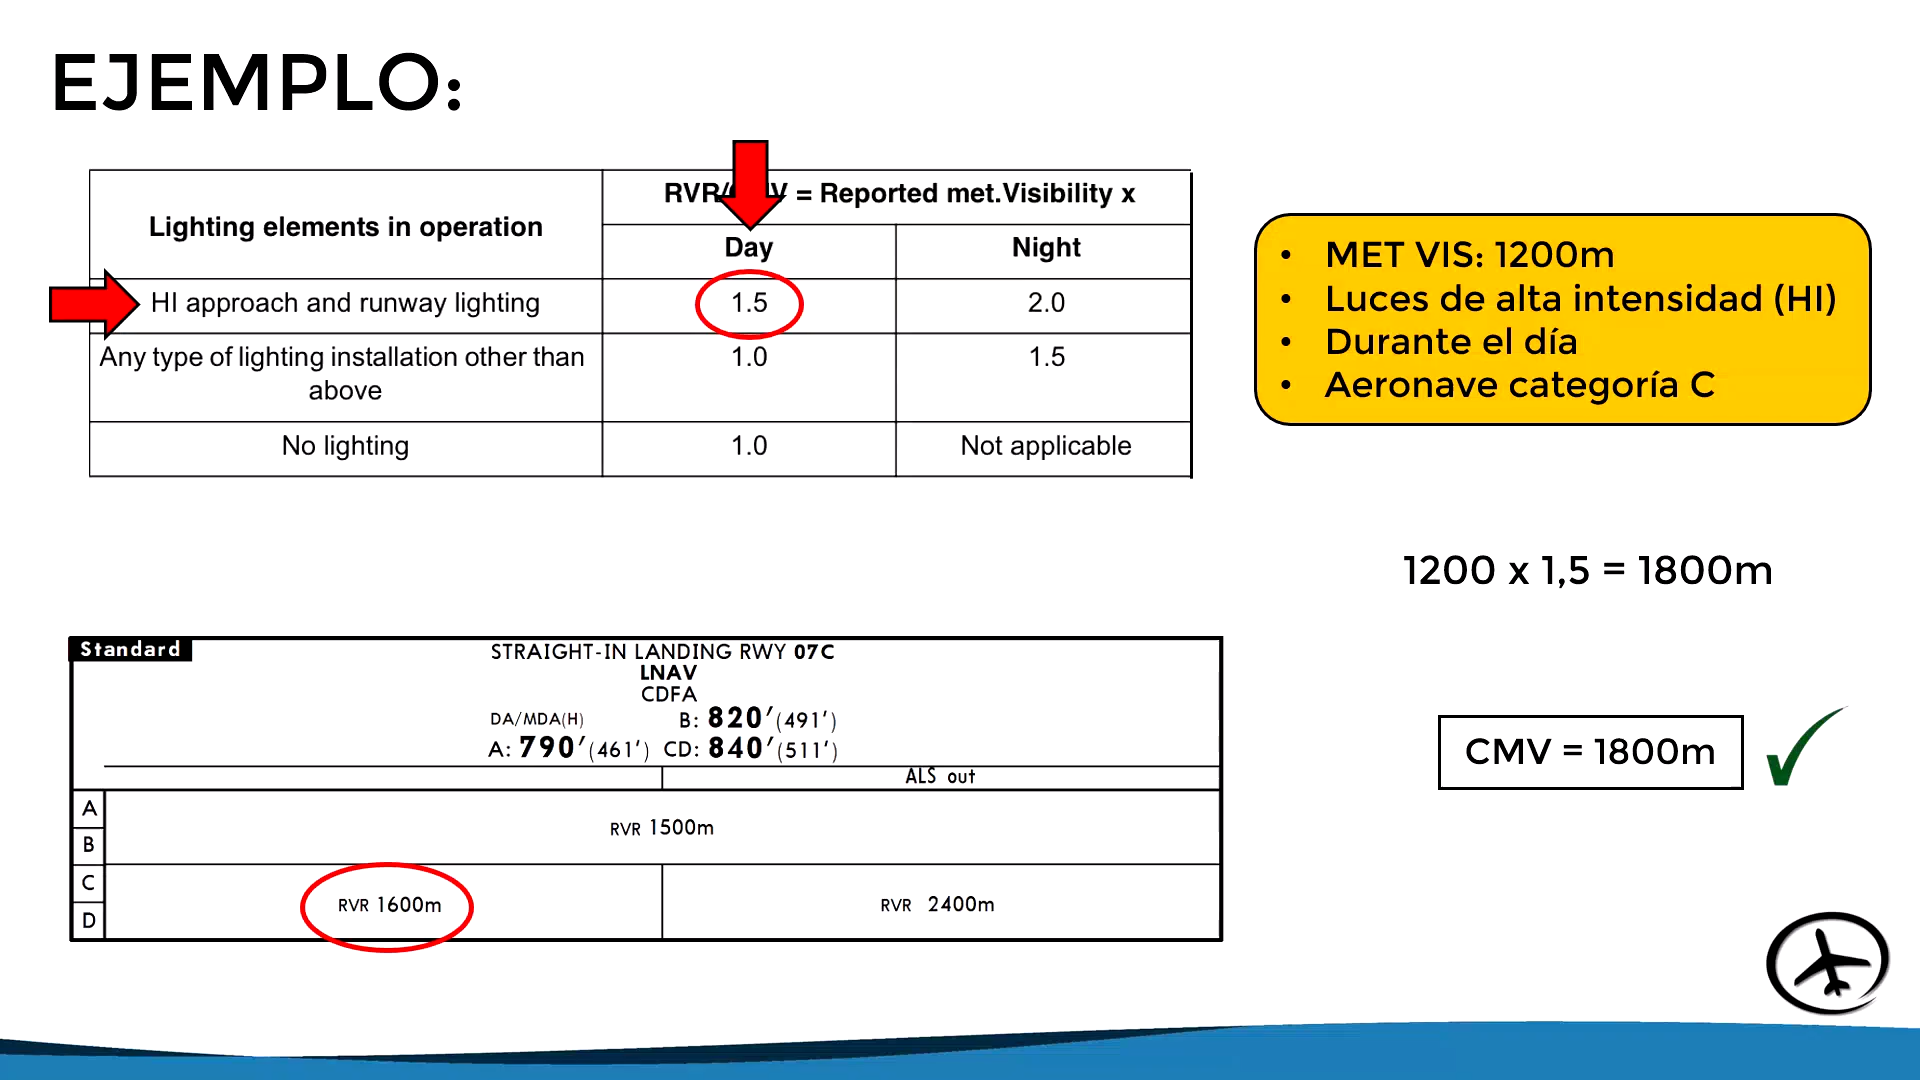 EJEMPLO:
Lighting elements in operation
= Reported met.Visibility x
Day
Night
HI approach and runway lighting
1.5
2.0
Any type of lighting installation other than
above
1.0
1.5
No lighting
1.0
Not applicable
• MET VIS: 1200m
• Luces de alta intensidad (HI)
• Durante el día
• Aeronave categoría C
1200 x 1,5 = 1800m
CMV = 1800m
Standard
STRAIGHT-IN LANDING RWY 07C
LNAV
CDFA
DA/MDA(H) B: 820′(491′)
A: 790′(461′) CD: 840′(511′)
ALS out
A
B
RVR 1500m
C
D
RVR 1600m
RVR 2400m